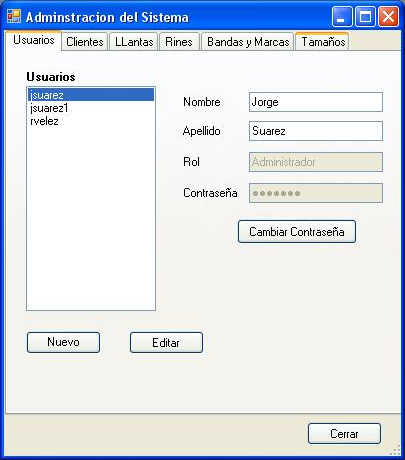 Adminstracion del Sistema
Usuarios Clientes LLantas Rines Bandas y Marcas Tamaños
Usuarios
jsuarez
jsuarez1
rvelez
Nombre Jorge
Apellido Suarez
Rol Administrador
Contraseña ●●●●●●●
Cambiar Contraseña
Nuevo Editar
Cerrar